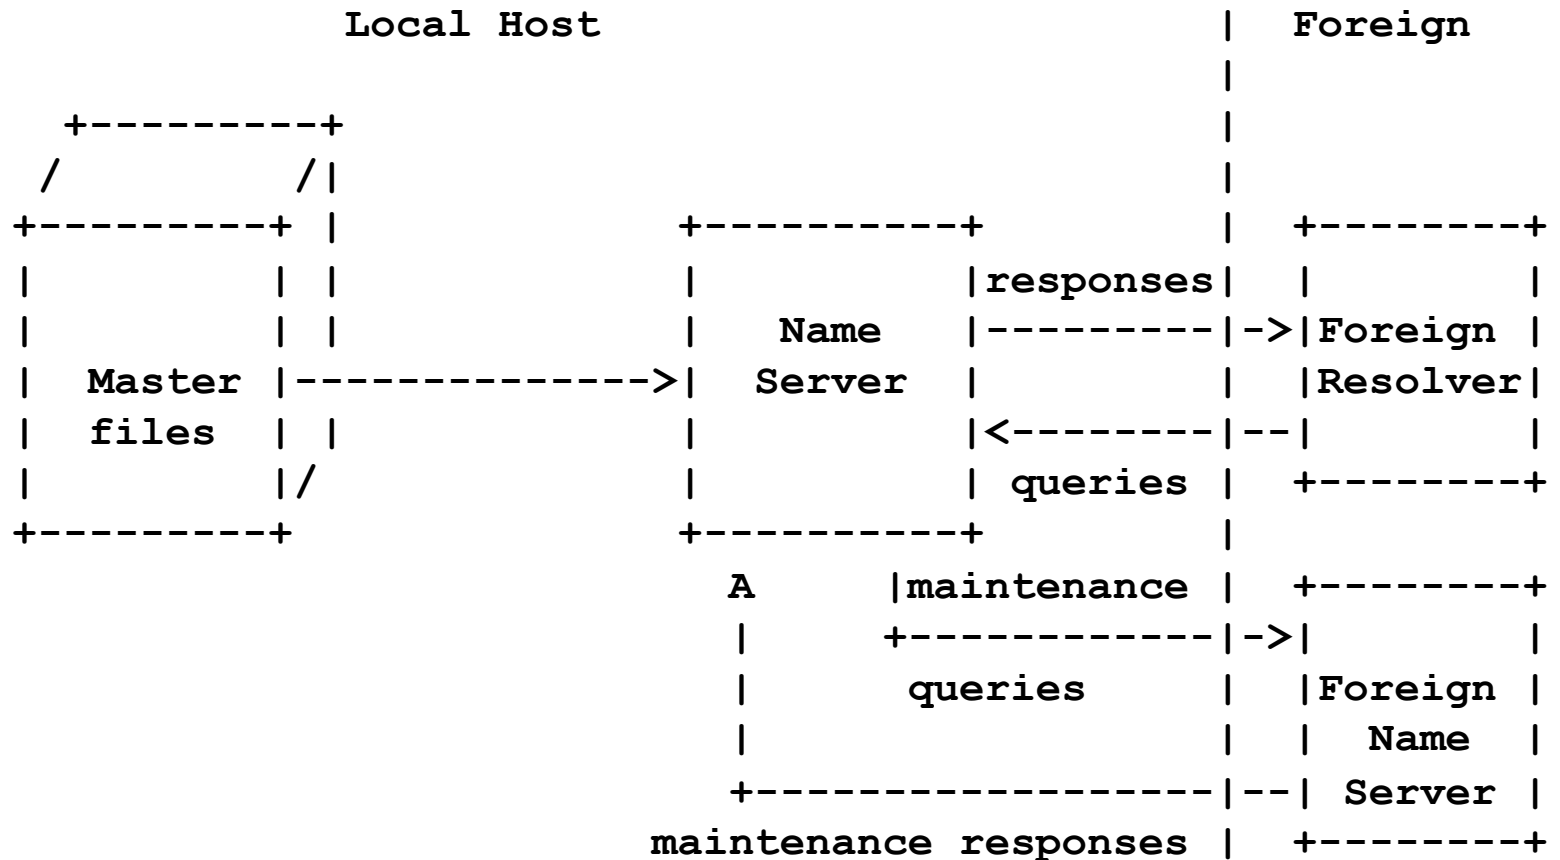 Local Host | Foreign
|
+---------+ |
/ /| |
+---------+ | +----------+ | +--------+
| | | | |responses| | |
| | | | Name |---------|->|Foreign |
| Master |-------------->| Server | | |Resolver|
| files | | | |<--------|--| |
| |/ | | queries | +--------+
+---------+ +----------+ |
A |maintenance | +--------+
| +------------|->| |
| queries | |Foreign |
| | | Name |
+------------------|--| Server |
maintenance responses | +--------+